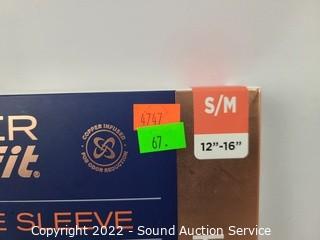 S/M
12"-16"
4747
67.
ER
Fit®
COPPER INFUSED
FOR ODOR REDUCTION
E SLEEVE
Copyright 2022 - Sound Auction Service